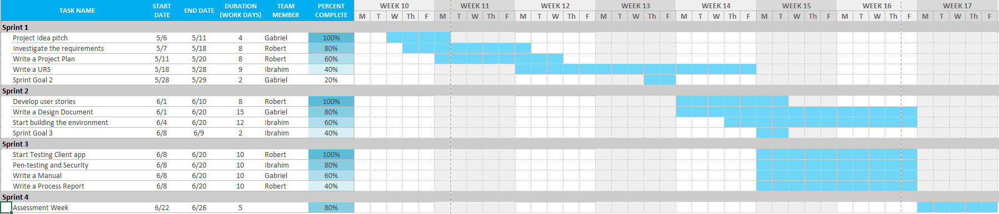 TASK NAME START DATE END DATE DURATION (WORK DAYS) TEAM MEMBER PERCENT COMPLETE WEEK 10 WEEK 11 WEEK 12 WEEK 13 WEEK 14 WEEK 15 WEEK 16 WEEK 17
M T W Th F M T W Th F M T W Th F M T W Th F M T W Th F M T W Th F M T W Th F M T W Th F
Sprint 1
Project Idea pitch 5/6 5/11 4 Gabriel 100%
Investigate the requirements 5/7 5/18 8 Robert 80%
Write a Project Plan 5/11 5/20 8 Robert 60%
Write a URS 5/18 5/28 9 Ibrahim 40%
Sprint Goal 2 5/28 5/29 2 Gabriel 20%
Sprint 2
Develop user stories 6/1 6/10 8 Robert 100%
Write a Design Document 6/1 6/20 15 Gabriel 80%
Start building the environment 6/4 6/20 12 Ibrahim 60%
Sprint Goal 3 6/8 6/9 2 Ibrahim 40%
Sprint 3
Start Testing Client app 6/8 6/20 10 Robert 100%
Pen-testing and Security 6/8 6/20 10 Ibrahim 80%
Write a Manual 6/8 6/20 10 Gabriel 60%
Write a Process Report 6/8 6/20 10 Robert 40%
Sprint 4
Assessment Week 6/22 6/26 5 80%